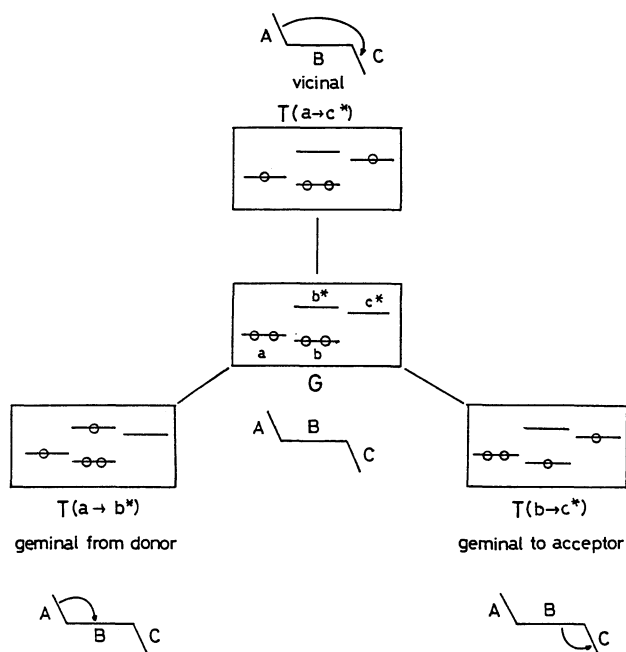 A
B
C
vicinal
T(a→c*)
b*
c*
a
b
G
A
B
C
T(a→b*)
geminal from donor
T(b→c*)
geminal to acceptor
A
B
C
A
B
C